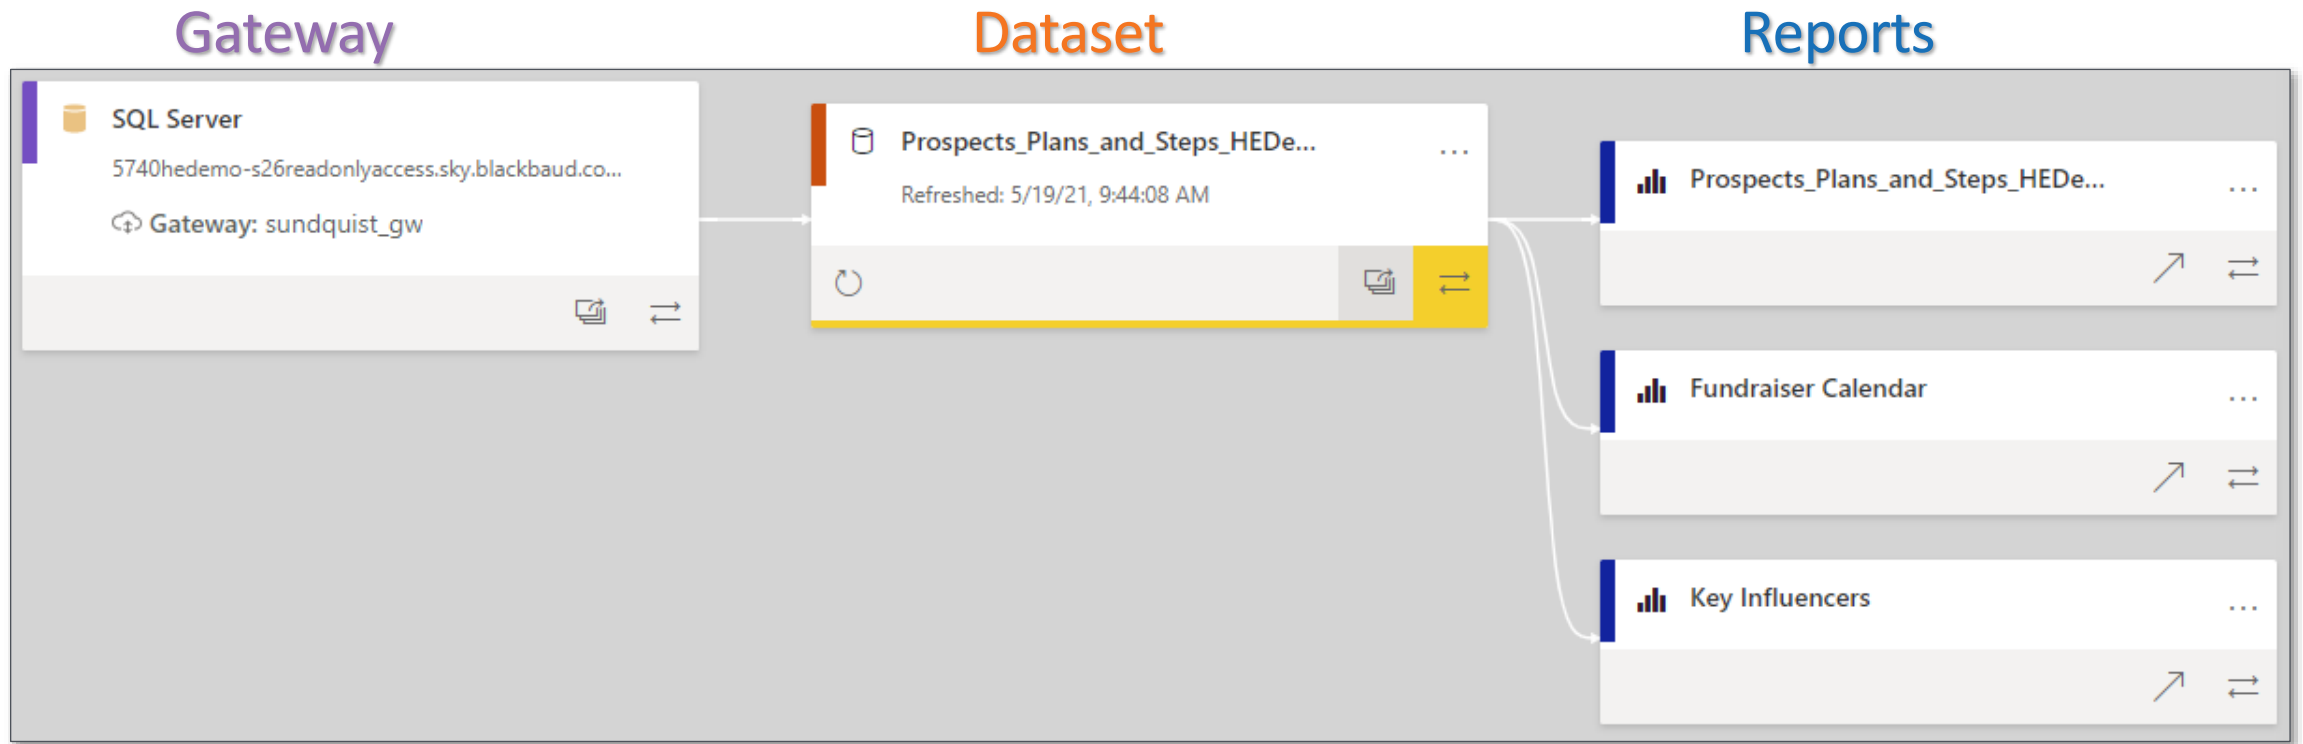 Gateway
Dataset
Reports
SQL Server
5740hedemo-s26readonlyaccess.sky.blackbaud.co...
Gateway: sundquist_gw
Prospects_Plans_and_Steps_HEDe...
Refreshed: 5/19/21, 9:44:08 AM
Prospects_Plans_and_Steps_HEDe...
Fundraiser Calendar
Key Influencers